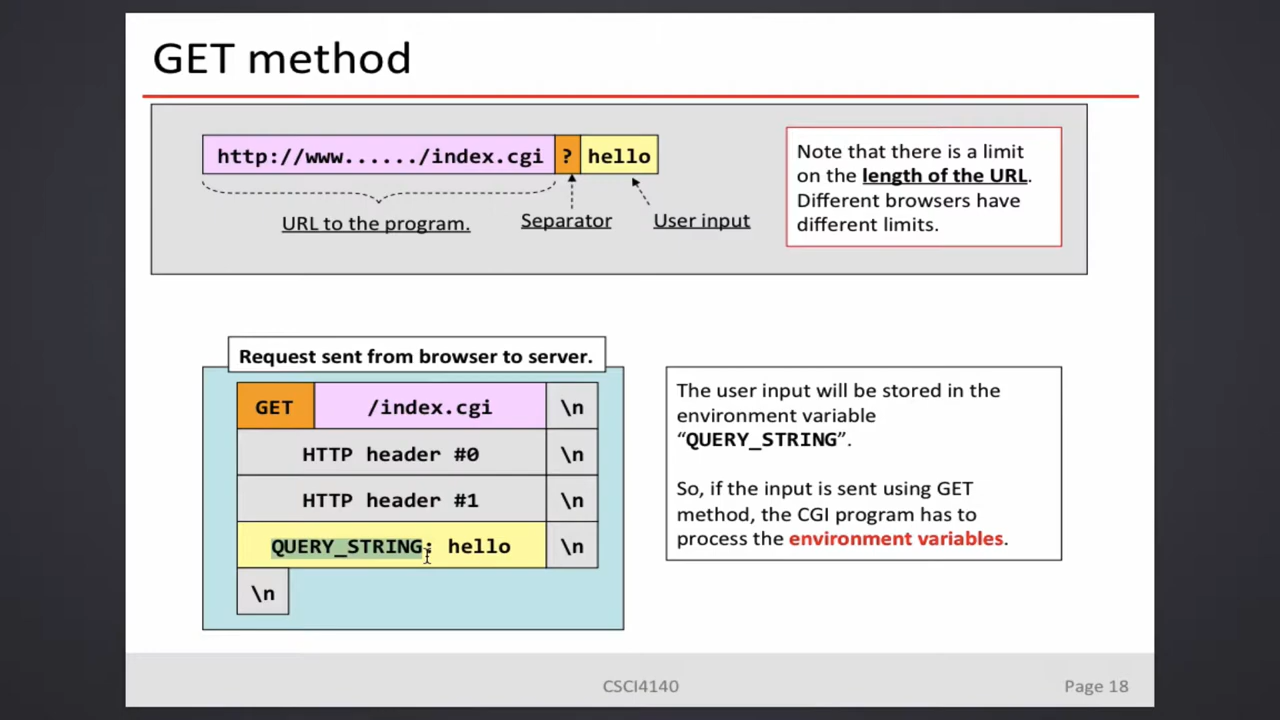 GET method
http://www....../index.cgi ? hello
URL to the program.
Separator
User input
Note that there is a limit
on the length of the URL.
Different browsers have
different limits.
Request sent from browser to server.
GET /index.cgi \n
HTTP header #0 \n
HTTP header #1 \n
QUERY_STRING: hello \n
\n
The user input will be stored in the
environment variable
“QUERY_STRING”.
So, if the input is sent using GET
method, the CGI program has to
process the environment variables.
CSCI4140
Page 18